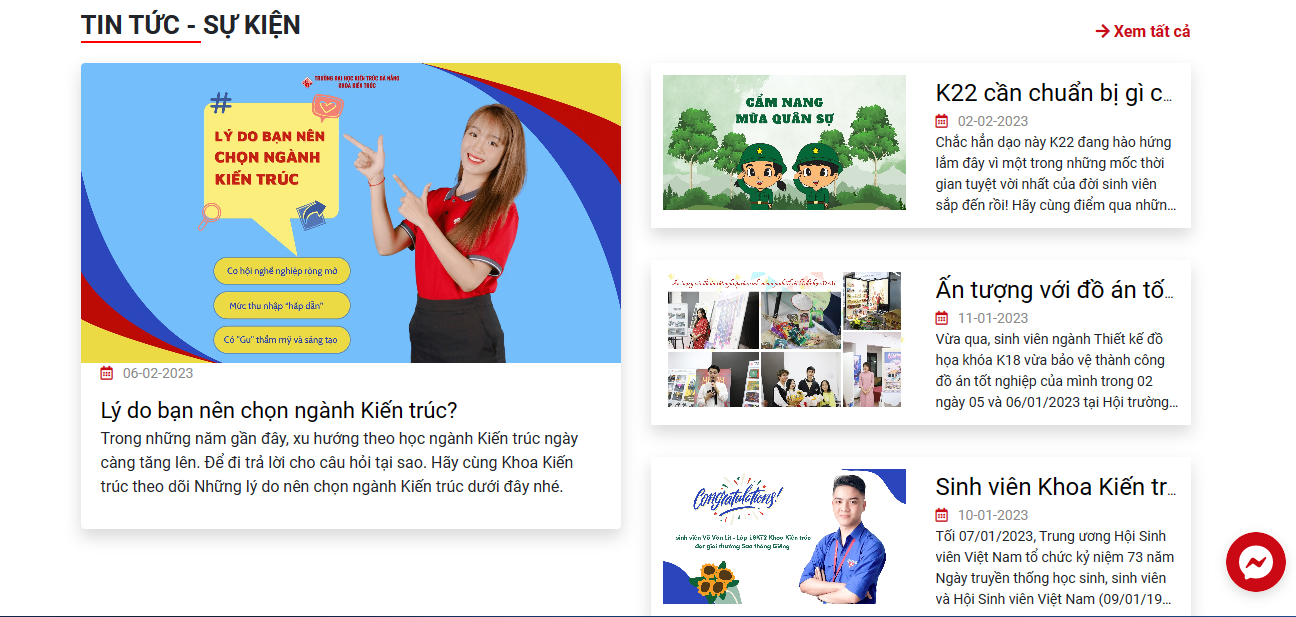 TIN TỨC - SỰ KIỆN
Xem tất cả
TRƯỜNG ĐẠI HỌC KIẾN TRÚC ĐÀ NẴNG
KHOA KIẾN TRÚC
#
LÝ DO BẠN NÊN
CHỌN NGÀNH
KIẾN TRÚC
Cơ hội nghề nghiệp rộng mở
Mức thu nhập "hấp dẫn"
Có "Gu" thẩm mỹ và sáng tạo
06-02-2023
Lý do bạn nên chọn ngành Kiến trúc?
Trong những năm gần đây, xu hướng theo học ngành Kiến trúc ngày
càng tăng lên. Để đi trả lời cho câu hỏi tại sao. Hãy cùng Khoa Kiến
trúc theo dõi Những lý do nên chọn ngành Kiến trúc dưới đây nhé.
CẨM NANG
MÙA QUÂN SỰ
K22 cần chuẩn bị gì c...
02-02-2023
Chắc hẳn dạo này K22 đang hào hứng
lắm đây vì một trong những mốc thời
gian tuyệt vời nhất của đời sinh viên
sắp đến rồi! Hãy cùng điểm qua nhữn...
Ấn tượng với đồ án tố...
11-01-2023
Vừa qua, sinh viên ngành Thiết kế đồ
họa khóa K18 vừa bảo vệ thành công
đồ án tốt nghiệp của mình trong 02
ngày 05 và 06/01/2023 tại Hội trường...
Congratulations!
sinh viên Võ Văn Lít - Lớp 18KT2 Khoa Kiến trúc
đạt giải thưởng Sao tháng Giêng
Sinh viên Khoa Kiến tr...
10-01-2023
Tối 07/01/2023, Trung ương Hội Sinh
viên Việt Nam tổ chức kỷ niệm 73 năm
Ngày truyền thống học sinh, sinh viên
và Hội Sinh viên Việt Nam (09/01/19...